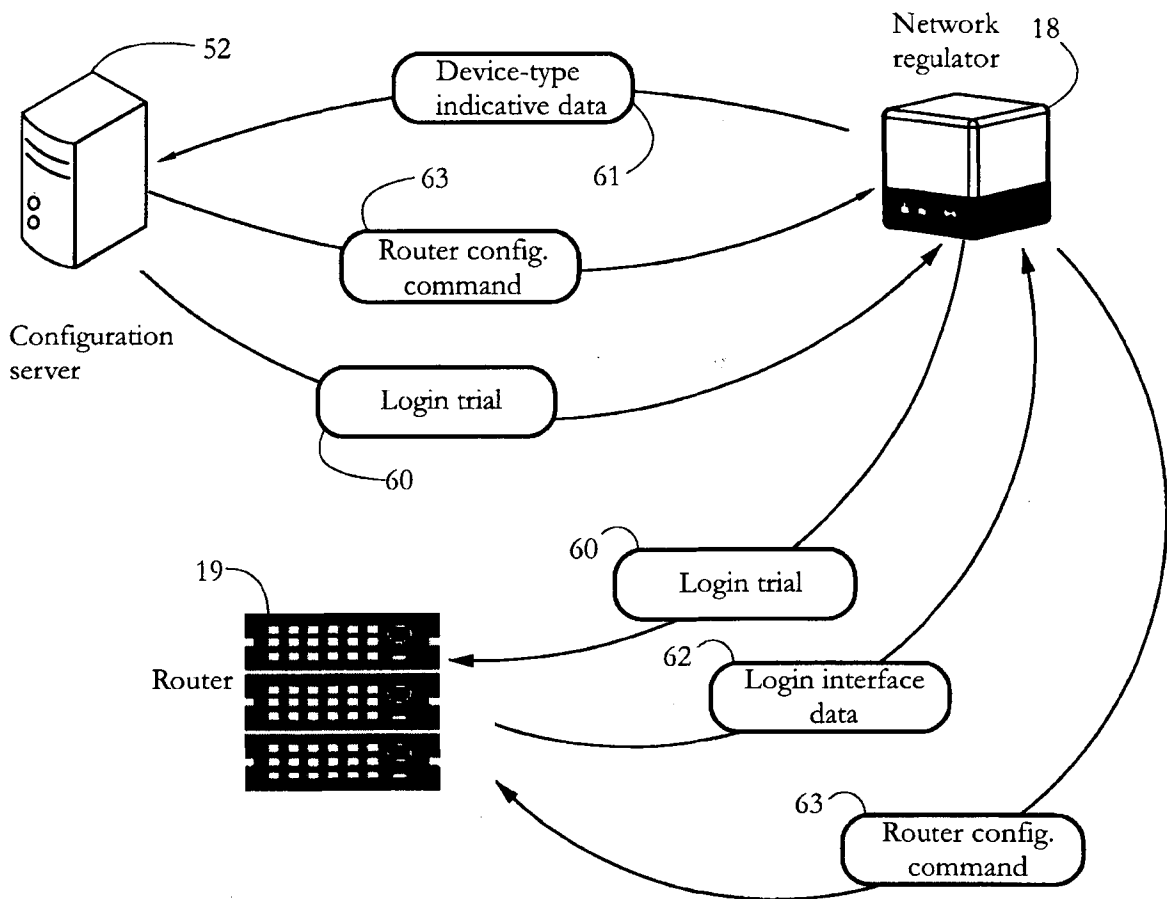 Network
regulator
18
52
Device-type
indicative data
61
63
Router config.
command
Configuration
server
Login trial
60
60
Login trial
19
Router
62
Login interface
data
63
Router config.
command